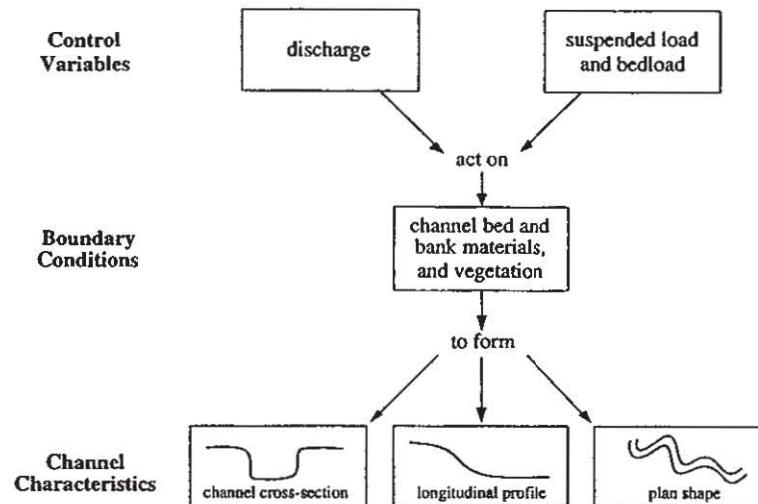 Control
Variables
discharge
suspended load
and bedload
act on
Boundary
Conditions
channel bed and
bank materials,
and vegetation
to form
Channel
Characteristics
channel cross-section
longitudinal profile
plan shape